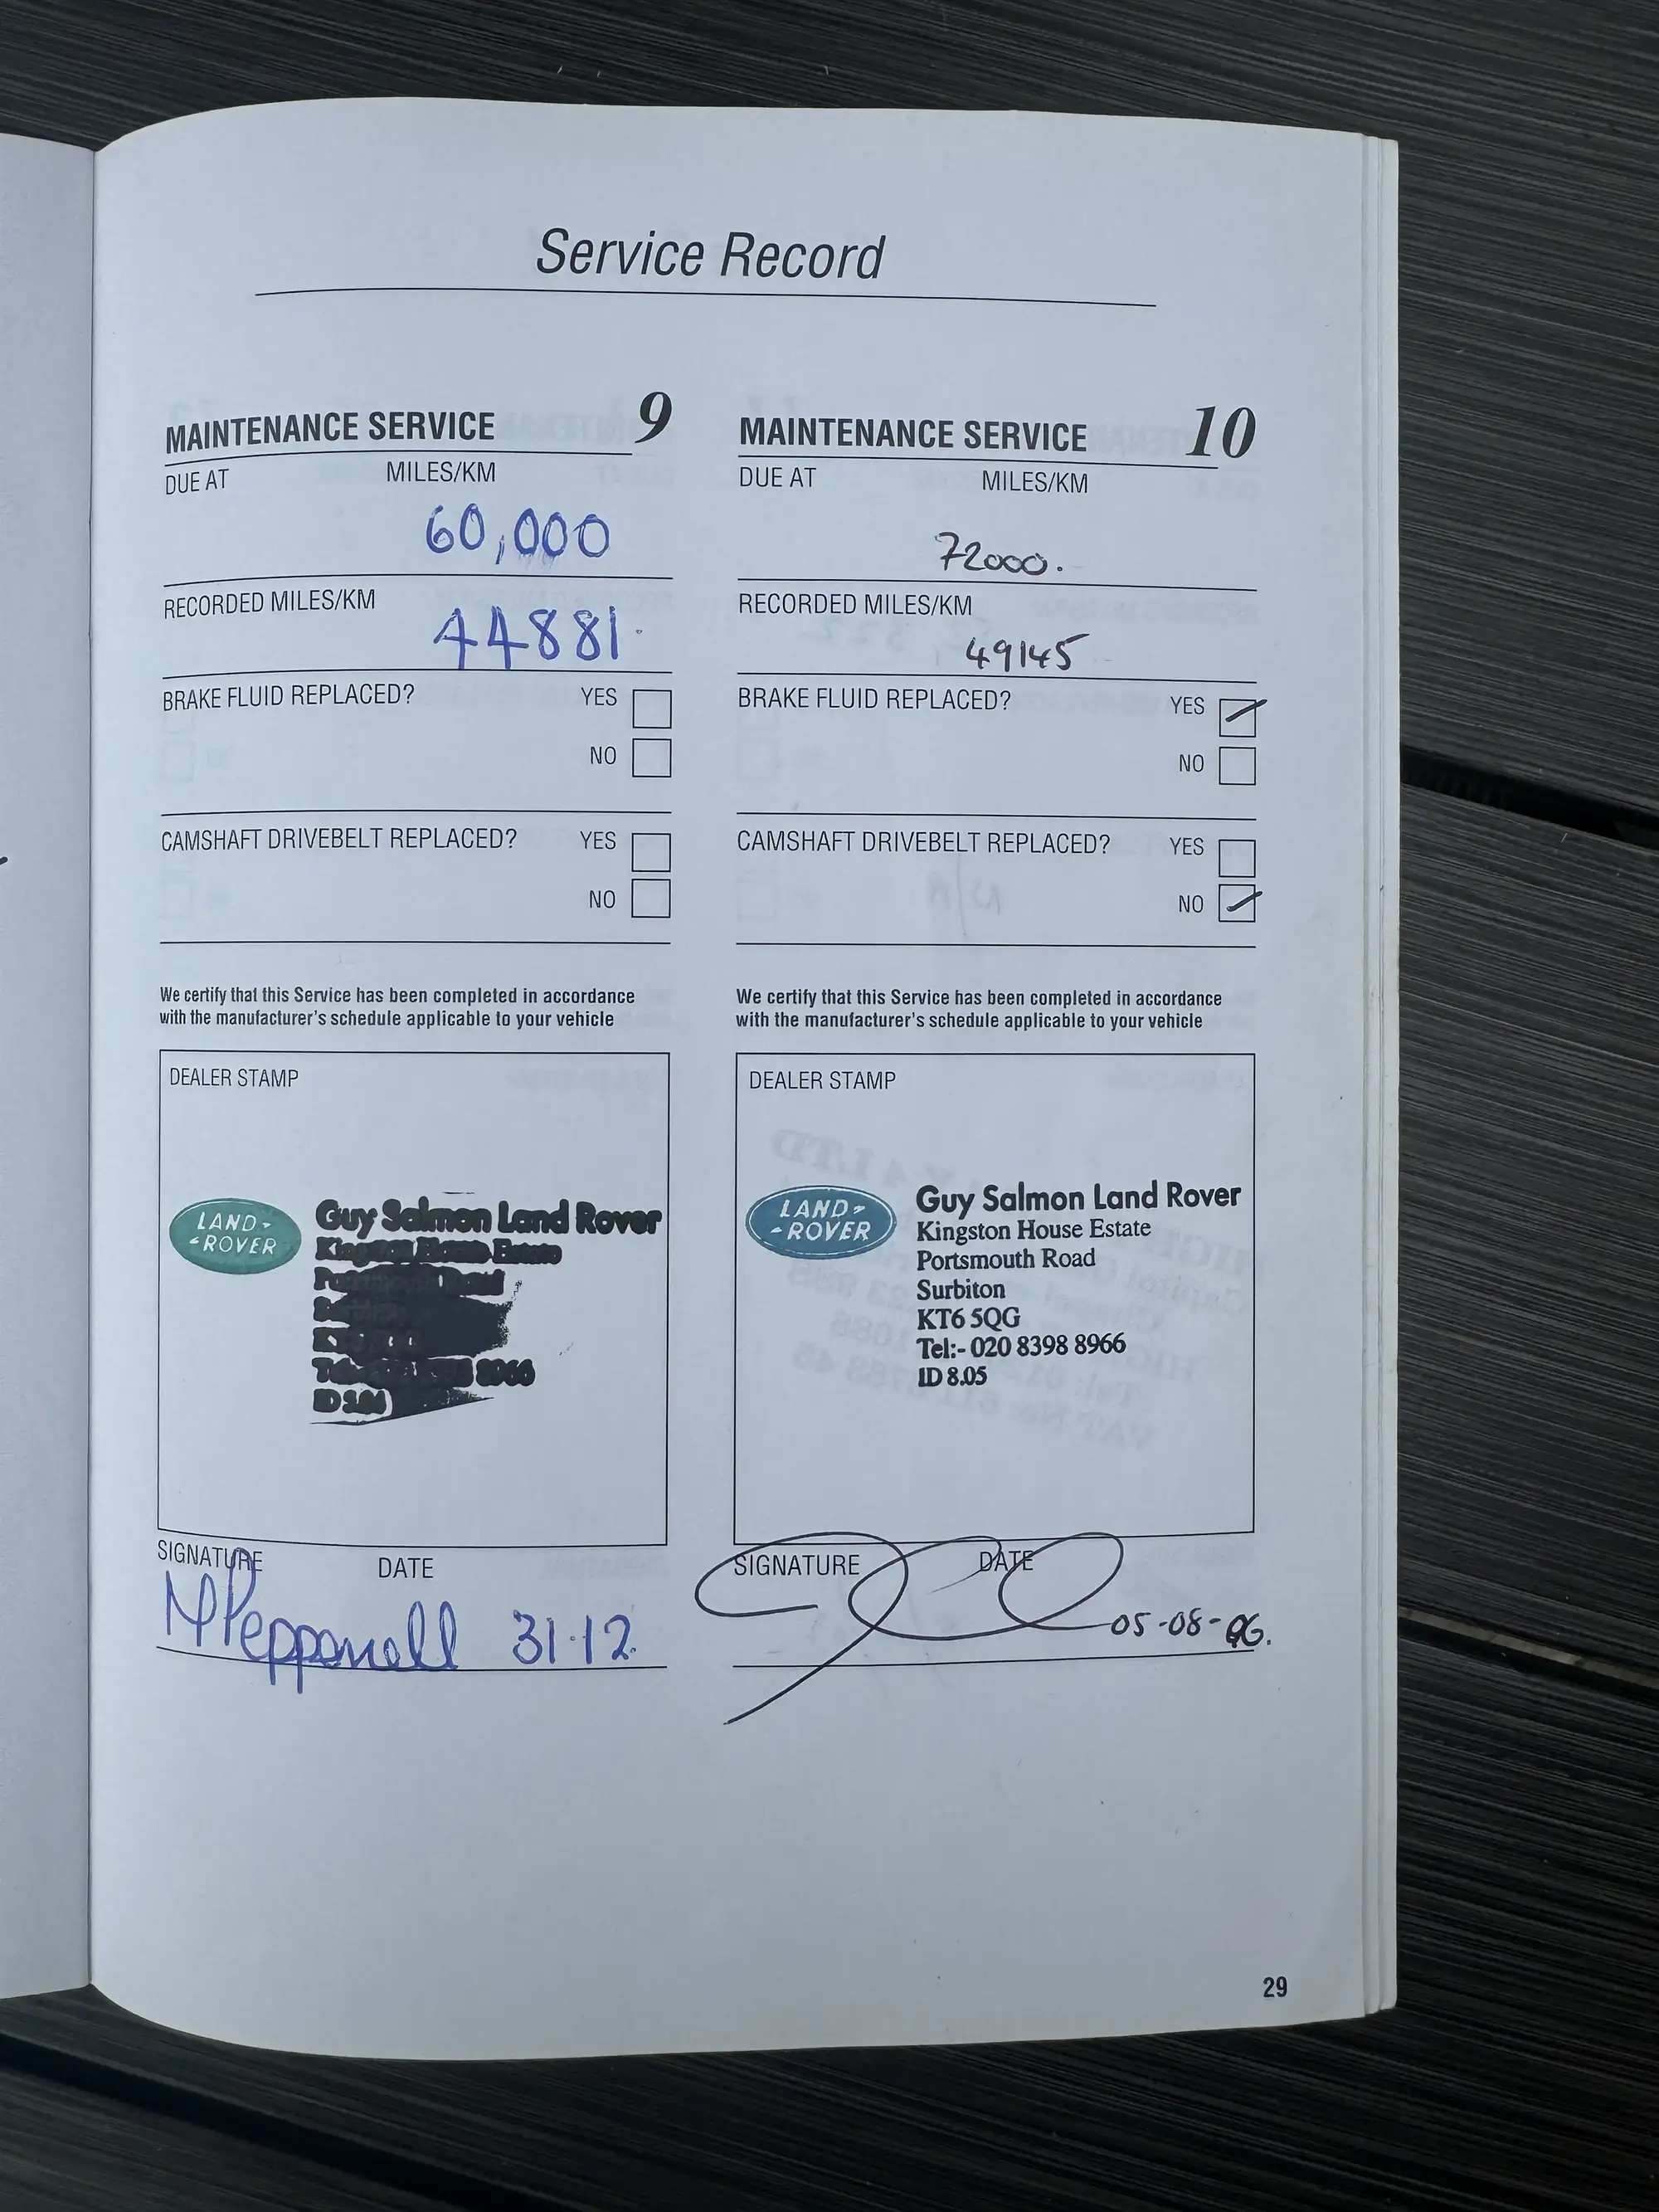 Service Record
MAINTENANCE SERVICE 9
DUE AT MILES/KM
60,000
RECORDED MILES/KM
44881
BRAKE FLUID REPLACED? YES
NO
CAMSHAFT DRIVEBELT REPLACED? YES
NO
We certify that this Service has been completed in accordance
with the manufacturer's schedule applicable to your vehicle
DEALER STAMP
LAND-
-ROVER
Guy Salmon Land Rover
Kingston House Estate
SIGNATURE DATE
31.12
MAINTENANCE SERVICE 10
DUE AT MILES/KM
72000.
RECORDED MILES/KM
49145
BRAKE FLUID REPLACED? YES
NO
CAMSHAFT DRIVEBELT REPLACED? YES
NO
We certify that this Service has been completed in accordance
with the manufacturer's schedule applicable to your vehicle
DEALER STAMP
LAND-
-ROVER
Guy Salmon Land Rover
Kingston House Estate
Portsmouth Road
Surbiton
KT6 5QG
Tel:- 020 8398 8966
ID 8.05
SIGNATURE DATE
05-08-06.
29